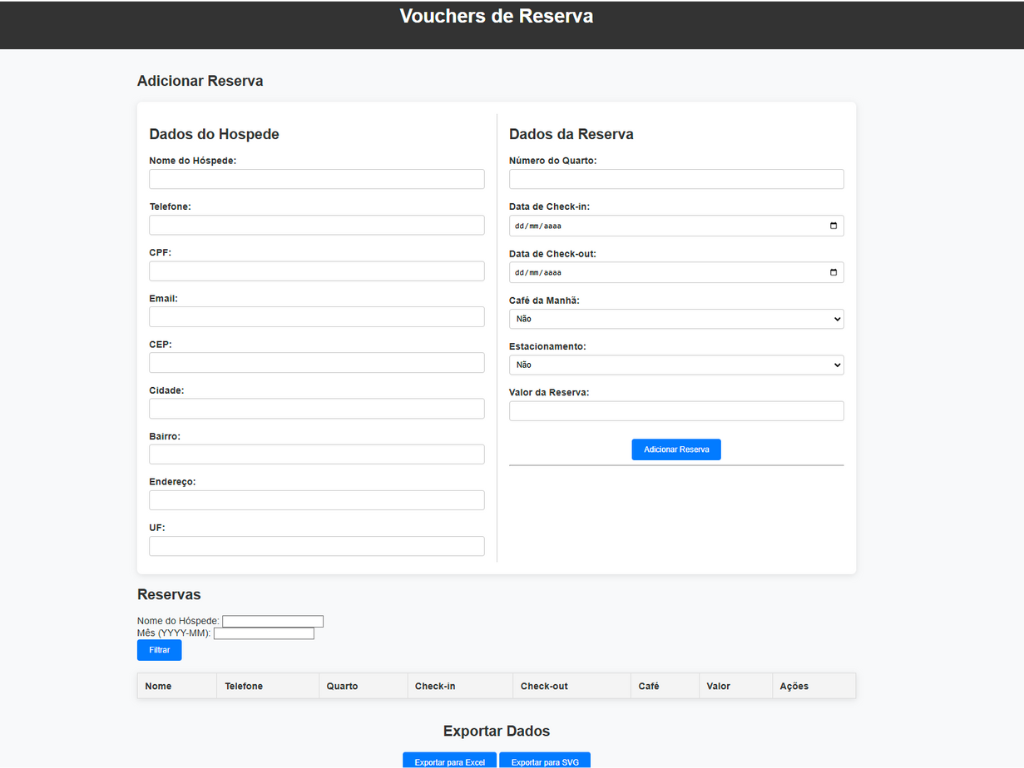 Vouchers de Reserva
Adicionar Reserva
Dados do Hospede
Nome do Hóspede:
Telefone:
CPF:
Email:
CEP:
Cidade:
Bairro:
Endereço:
UF:
Dados da Reserva
Número do Quarto:
Data de Check-in:
dd/mm/aaaa
Data de Check-out:
dd/mm/aaaa
Café da Manhã:
Não
Estacionamento:
Não
Valor da Reserva:
Adicionar Reserva
Reservas
Nome do Hóspede:
Mês (YYYY-MM):
Filtrar
Nome Telefone Quarto Check-in Check-out Café Valor Ações
Exportar Dados
Exportar para Excel Exportar para SVG